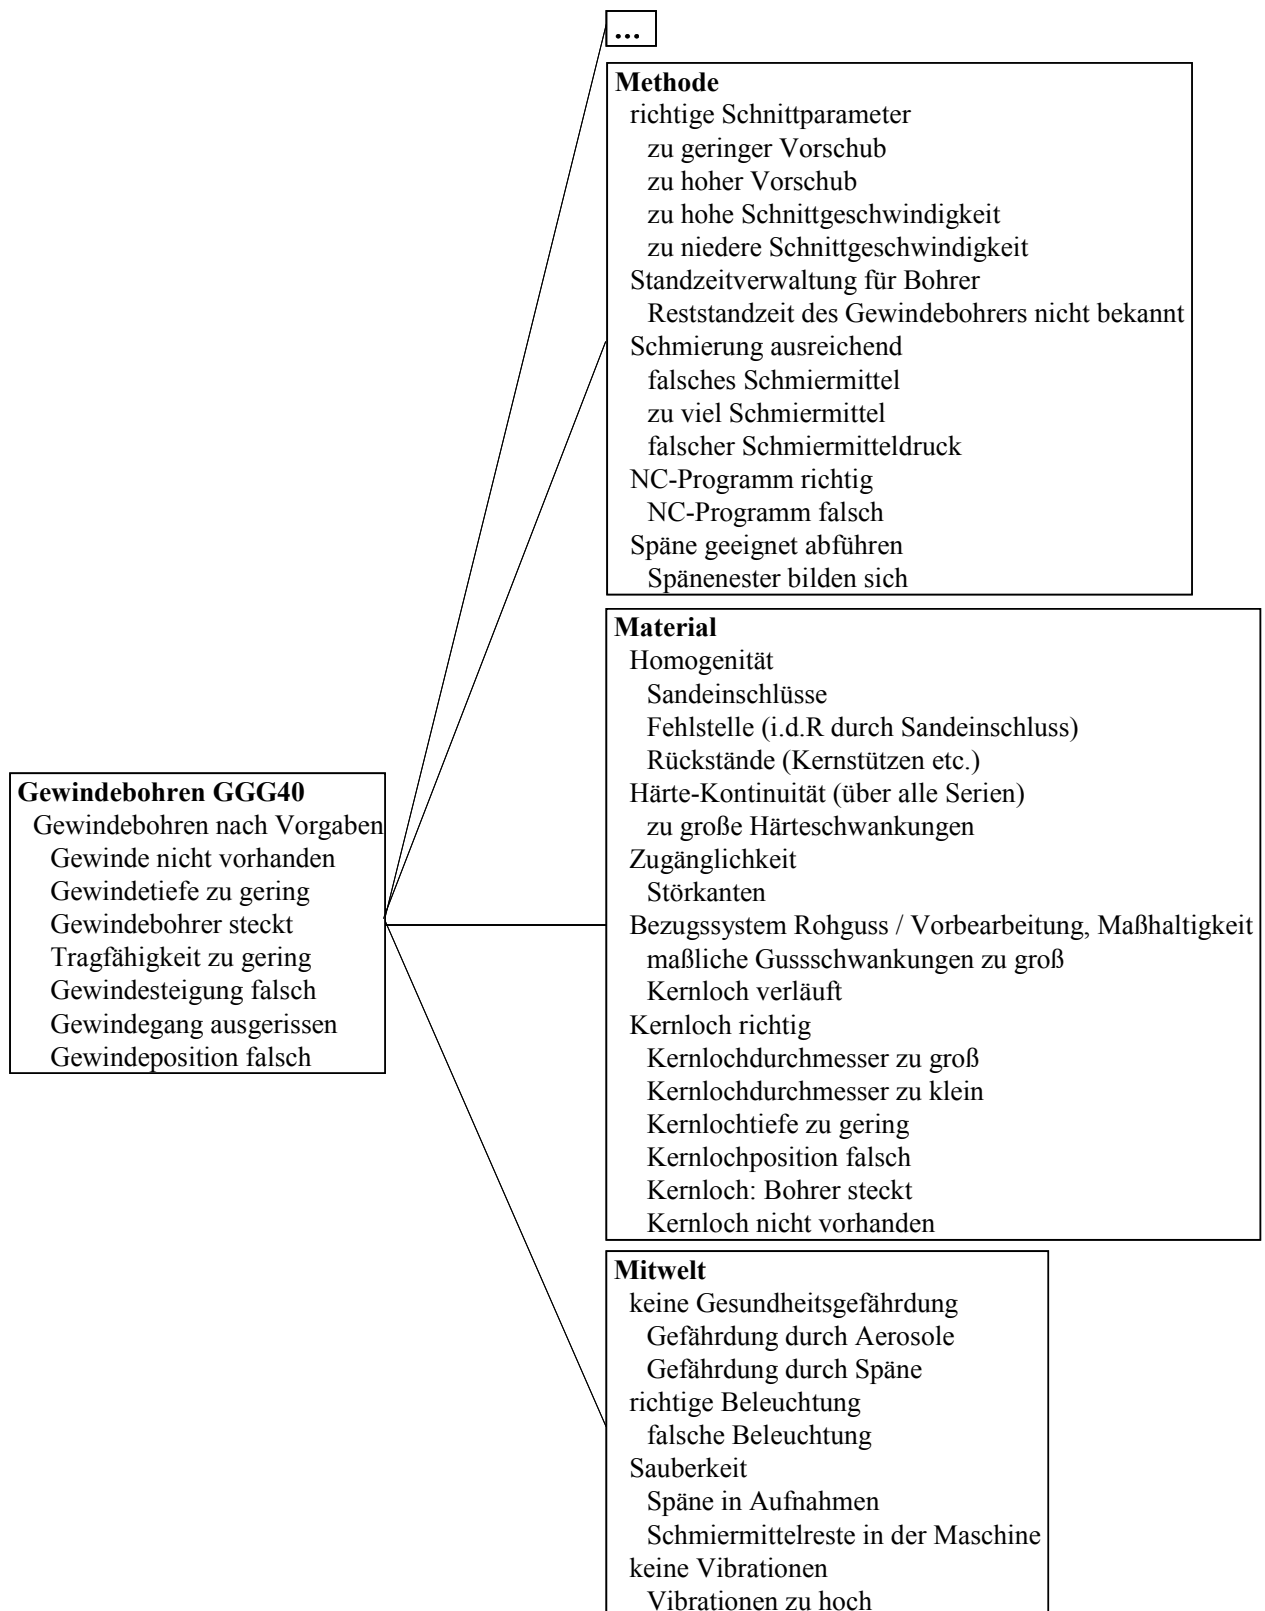 ...
Methode
richtige Schnittparameter
zu geringer Vorschub
zu hoher Vorschub
zu hohe Schnittgeschwindigkeit
zu niedere Schnittgeschwindigkeit
Standzeitverwaltung für Bohrer
Reststandzeit des Gewindebohrers nicht bekannt
Schmierung ausreichend
falsches Schmiermittel
zu viel Schmiermittel
falscher Schmiermitteldruck
NC-Programm richtig
NC-Programm falsch
Späne geeignet abführen
Spänenester bilden sich
Gewindebohren GGG40
Gewindebohren nach Vorgaben
Gewinde nicht vorhanden
Gewindetiefe zu gering
Gewindebohrer steckt
Tragfähigkeit zu gering
Gewindesteigung falsch
Gewindegang ausgerissen
Gewindeposition falsch
Material
Homogenität
Sandeinschlüsse
Fehlstelle (i.d.R durch Sandeinschluss)
Rückstände (Kernstützen etc.)
Härte-Kontinuität (über alle Serien)
zu große Härteschwankungen
Zugänglichkeit
Störkanten
Bezugssystem Rohguss / Vorbearbeitung, Maßhaltigkeit
maßliche Gussschwankungen zu groß
Kernloch verläuft
Kernloch richtig
Kernlochdurchmesser zu groß
Kernlochdurchmesser zu klein
Kernlochtiefe zu gering
Kernlochposition falsch
Kernloch: Bohrer steckt
Kernloch nicht vorhanden
Mitwelt
keine Gesundheitsgefährdung
Gefährdung durch Aerosole
Gefährdung durch Späne
richtige Beleuchtung
falsche Beleuchtung
Sauberkeit
Späne in Aufnahmen
Schmiermittelreste in der Maschine
keine Vibrationen
Vibrationen zu hoch